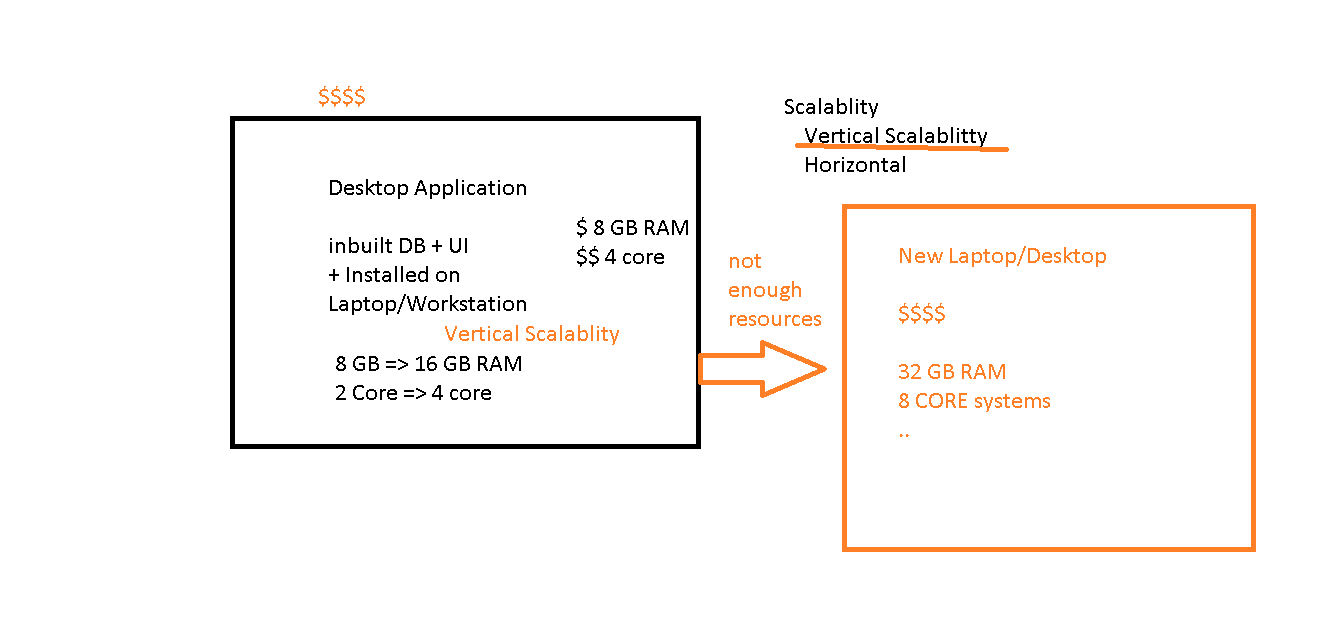 $$$$
Desktop Application
$ 8 GB RAM
$$ 4 core
inbuilt DB + UI
+ Installed on
Laptop/Workstation
Vertical Scalablity
8 GB => 16 GB RAM
2 Core => 4 core
not
enough
resources
Scalablity
Vertical Scalablitty
Horizontal
New Laptop/Desktop
$$$$
32 GB RAM
8 CORE systems
..